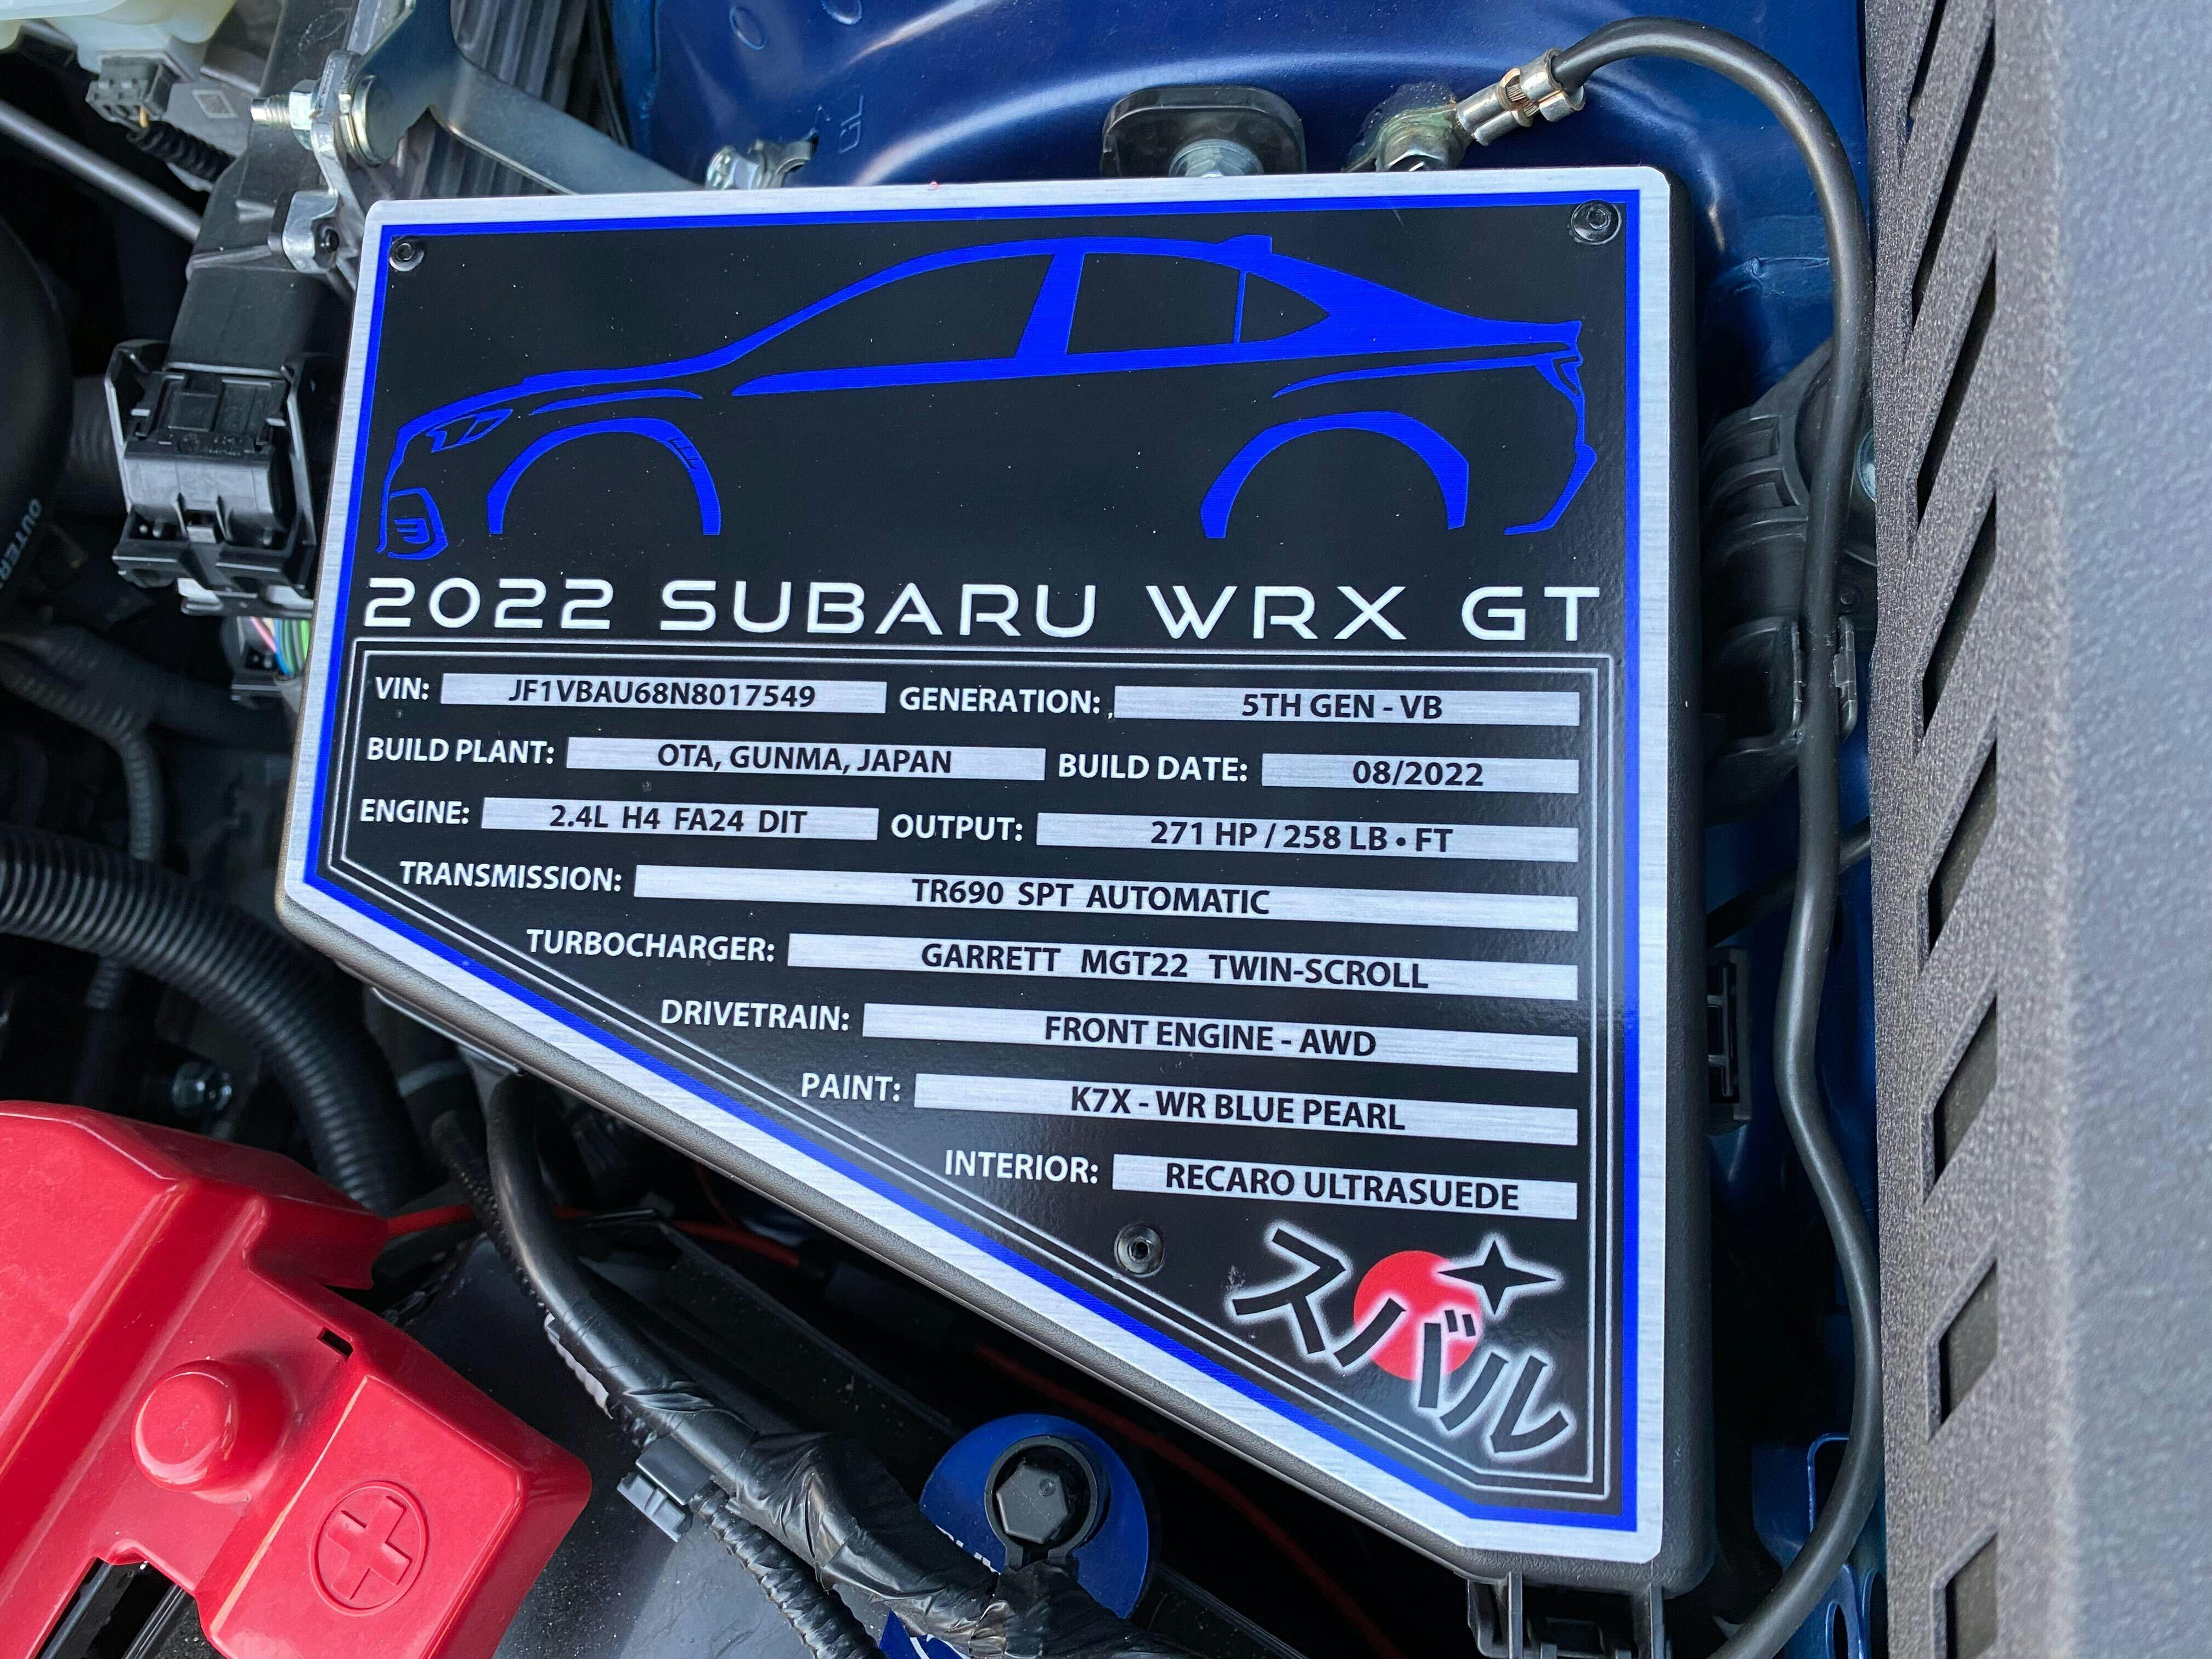 2022 SUBARU WRX GT
VIN: JF1VBAU68N8017549 GENERATION: 5TH GEN - VB
BUILD PLANT: OTA, GUNMA, JAPAN BUILD DATE: 08/2022
ENGINE: 2.4L H4 FA24 DIT OUTPUT: 271 HP / 258 LB • FT
TRANSMISSION: TR690 SPT AUTOMATIC
TURBOCHARGER: GARRETT MGT22 TWIN-SCROLL
DRIVETRAIN: FRONT ENGINE - AWD
PAINT: K7X - WR BLUE PEARL
INTERIOR: RECARO ULTRASUEDE
スバル